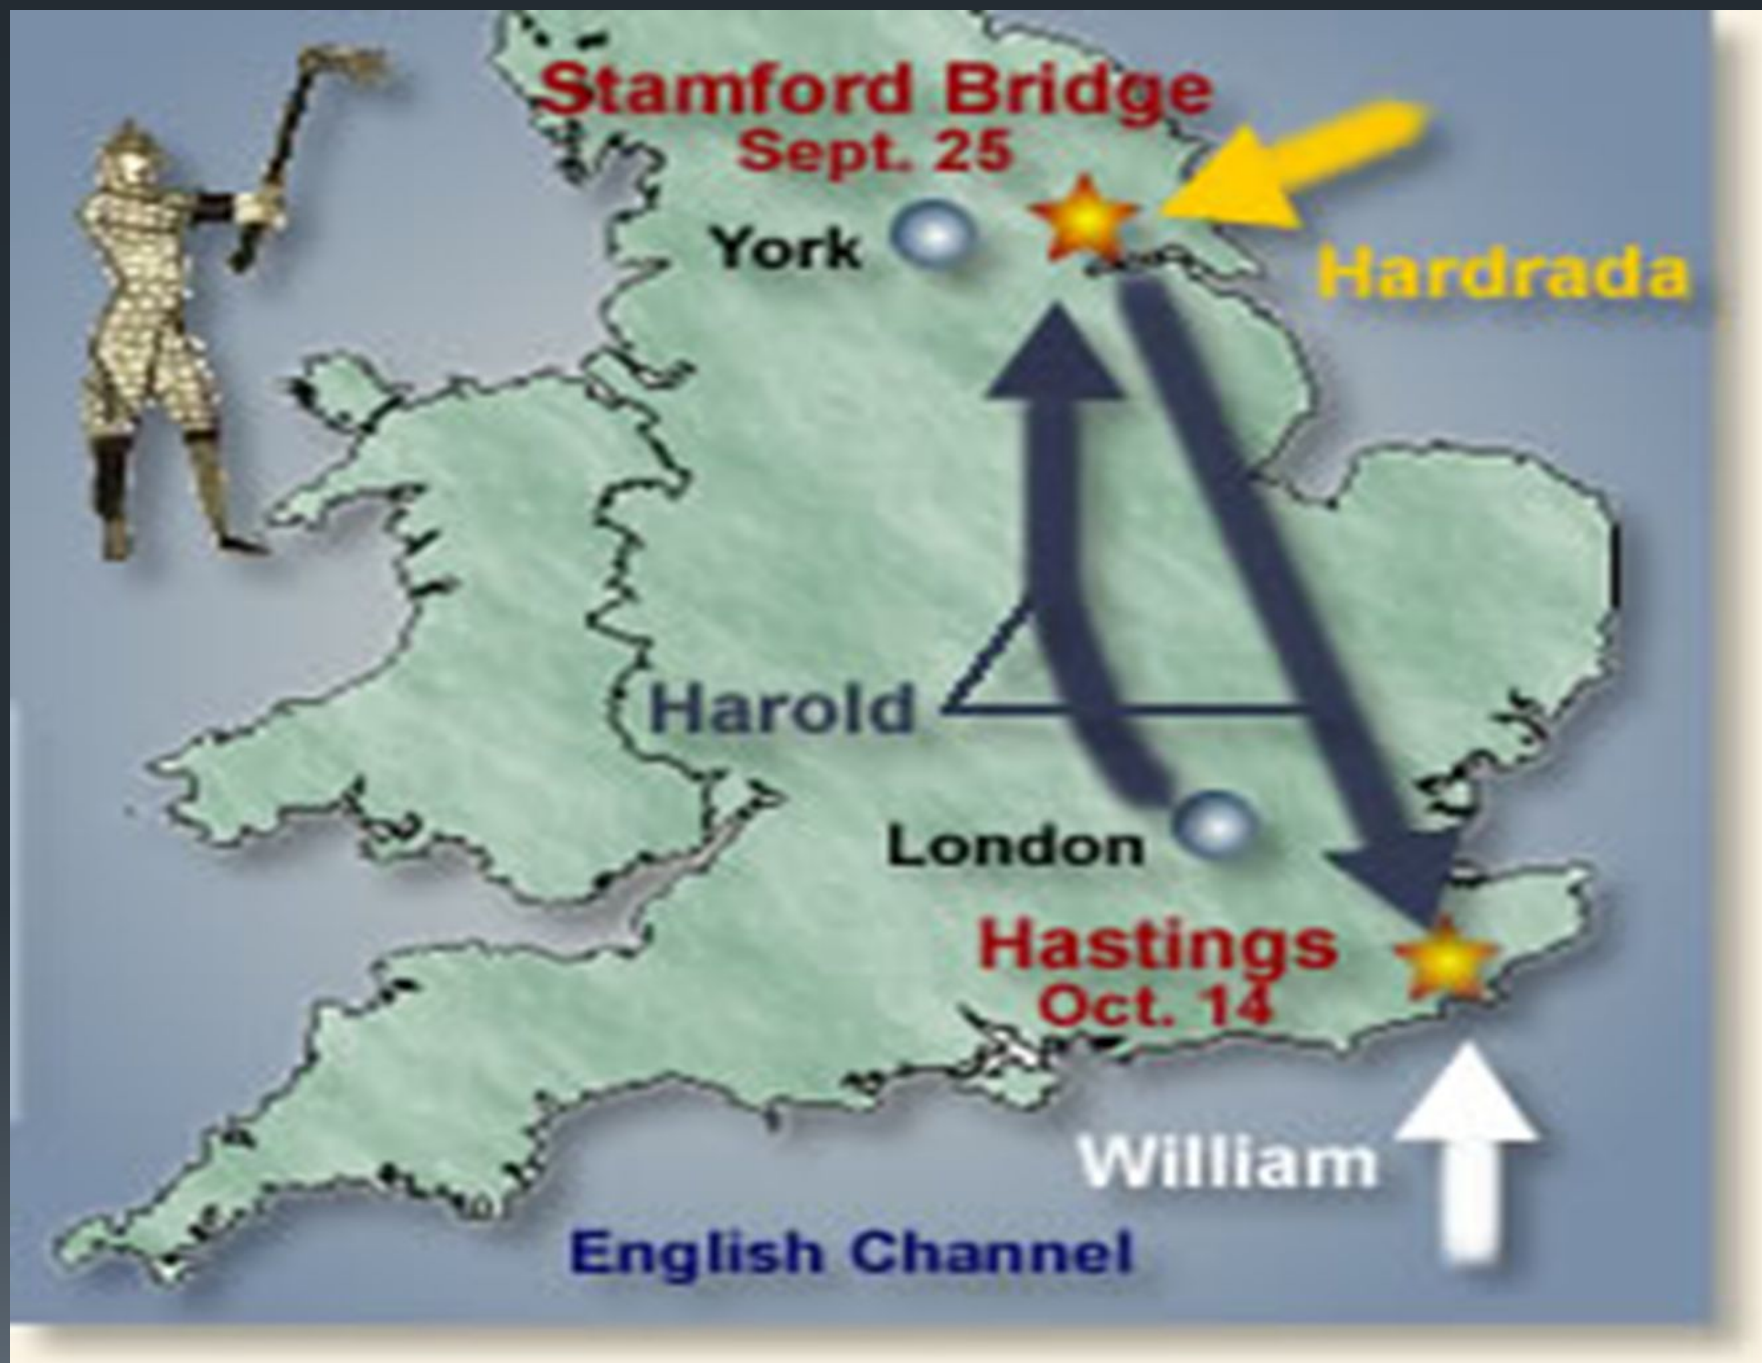 Stamford Bridge
Sept. 25
York
Hardrada
Harold
London
Hastings
Oct. 14
William
English Channel